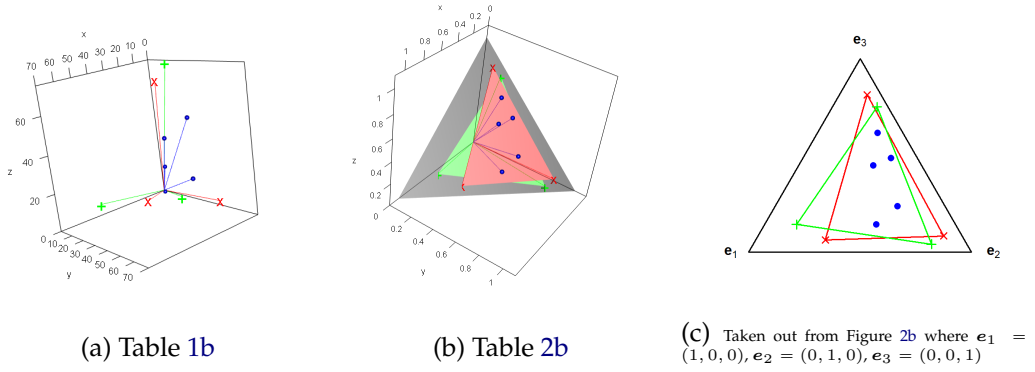 x
70 60 50 40 30 20 10 0
60
40
20
z
0 10 20 30 40 50 60 70
y
x
1 0.8 0.6 0.4 0.2 0
1
0.8
0.6
0.4
0.2
z
0 0.2 0.4 0.6 0.8 1
y
e3
e1
e2
(a) Table 1b
(b) Table 2b
(c) Taken out from Figure 2b where e1 =
(1, 0, 0), e2 = (0, 1, 0), e3 = (0, 0, 1)